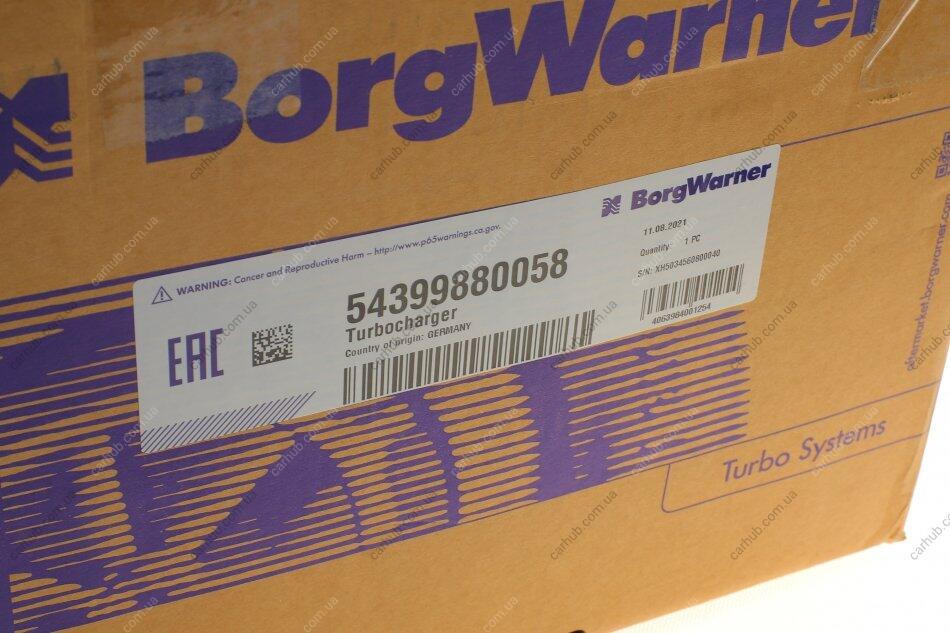 BorgWarner
BorgWarner
WARNING: Cancer and Reproductive Harm – http://www.p65warnings.ca.gov.
11.08.2021
Quantity: 1 PC
S/N: XH5034560800040
4063984001254
54399880058
Turbocharger
Country of origin: GERMANY
EAC
aftermarket.borgwarner.com
Turbo Systems
carhub.com.ua